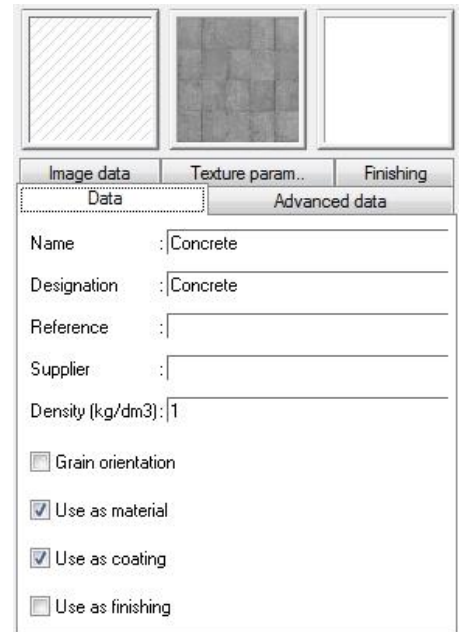 Image data Texture param.. Finishing
Data Advanced data
Name : Concrete
Designation : Concrete
Reference :
Supplier :
Density (kg/dm3) : 1
Grain orientation
Use as material
Use as coating
Use as finishing